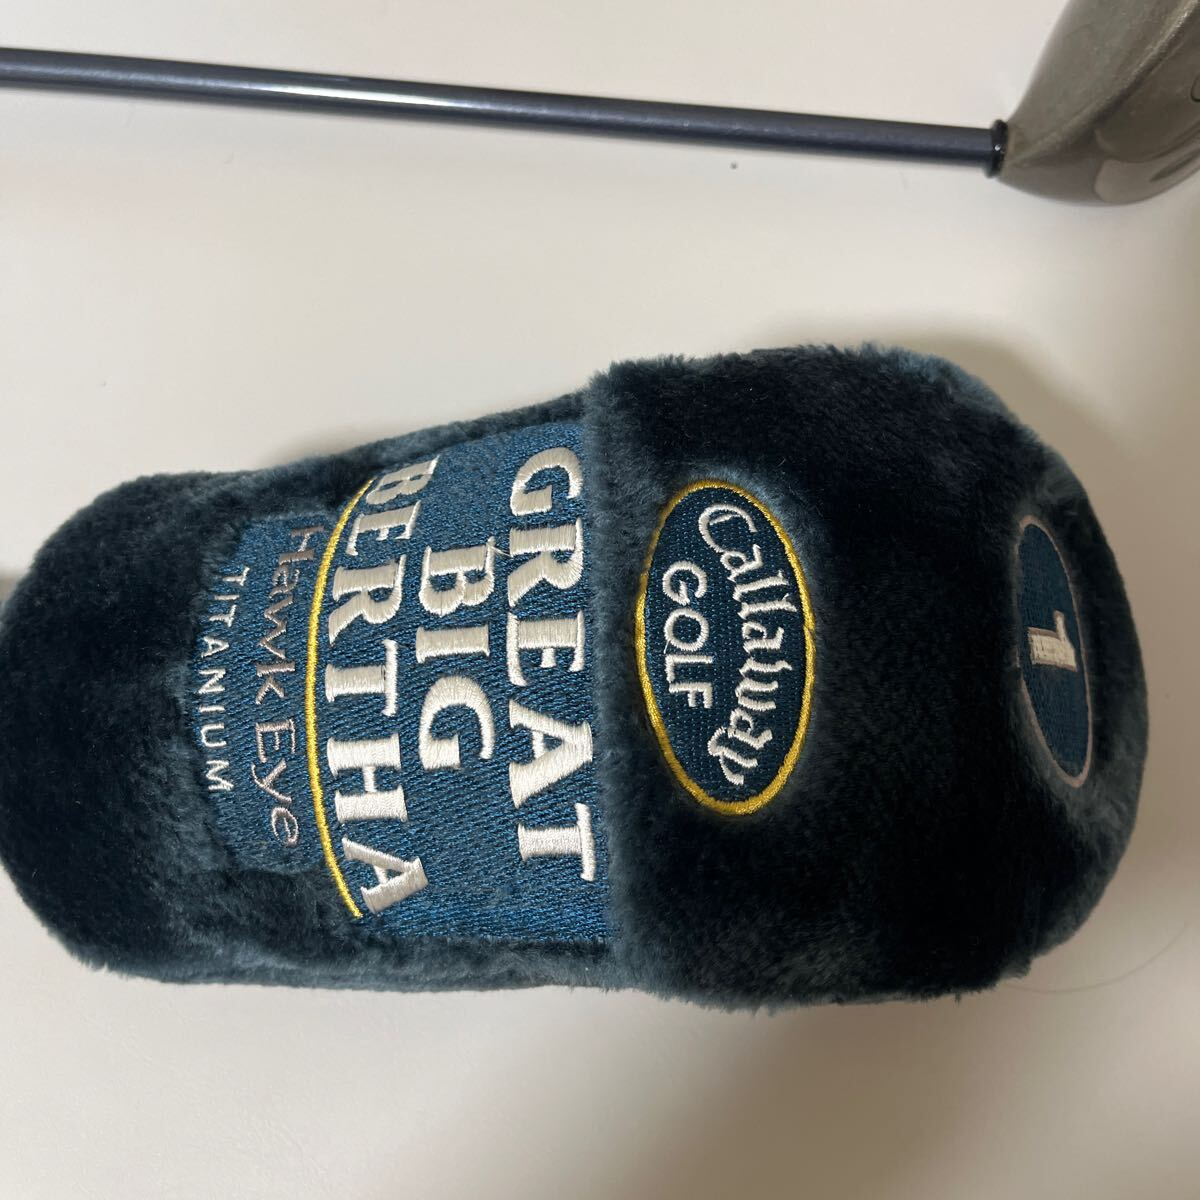 1
Callaway
GOLF
GREAT
BIG
BERTHA
Hawk Eye
TITANIUM